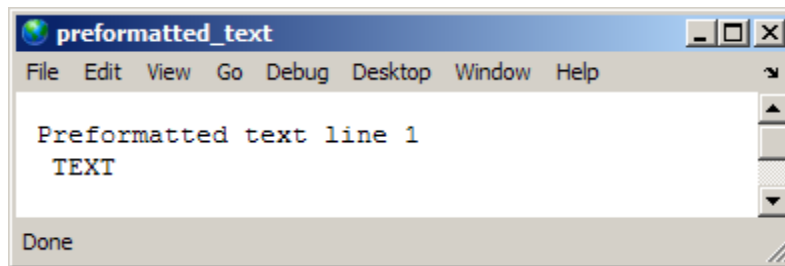 preformatted_text
File Edit View Go Debug Desktop Window Help
Preformatted text line 1
TEXT
Done